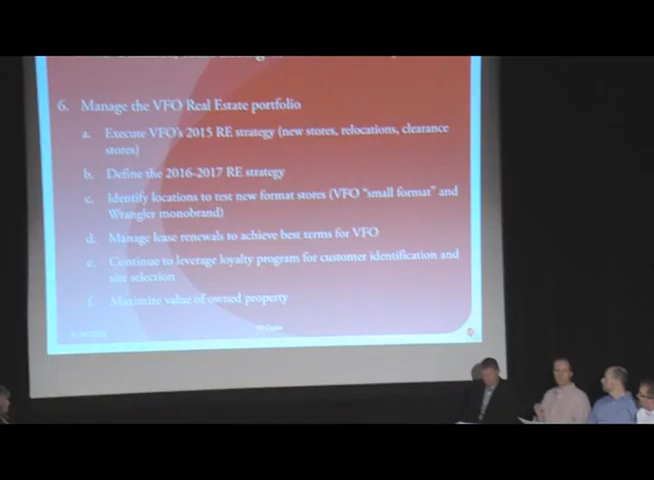 6. Manage the VFO Real Estate portfolio
a. Execute VFO's 2015 RE strategy (new stores, relocations, clearance
stores)
b. Define the 2016-2017 RE strategy
c. Identify locations to test new format stores (VFO "small format" and
Wrangler monobrand)
d. Manage lease renewals to achieve best terms for VFO
e. Continue to leverage loyalty program for customer identification and
site selection
f. Maximize value of owned property